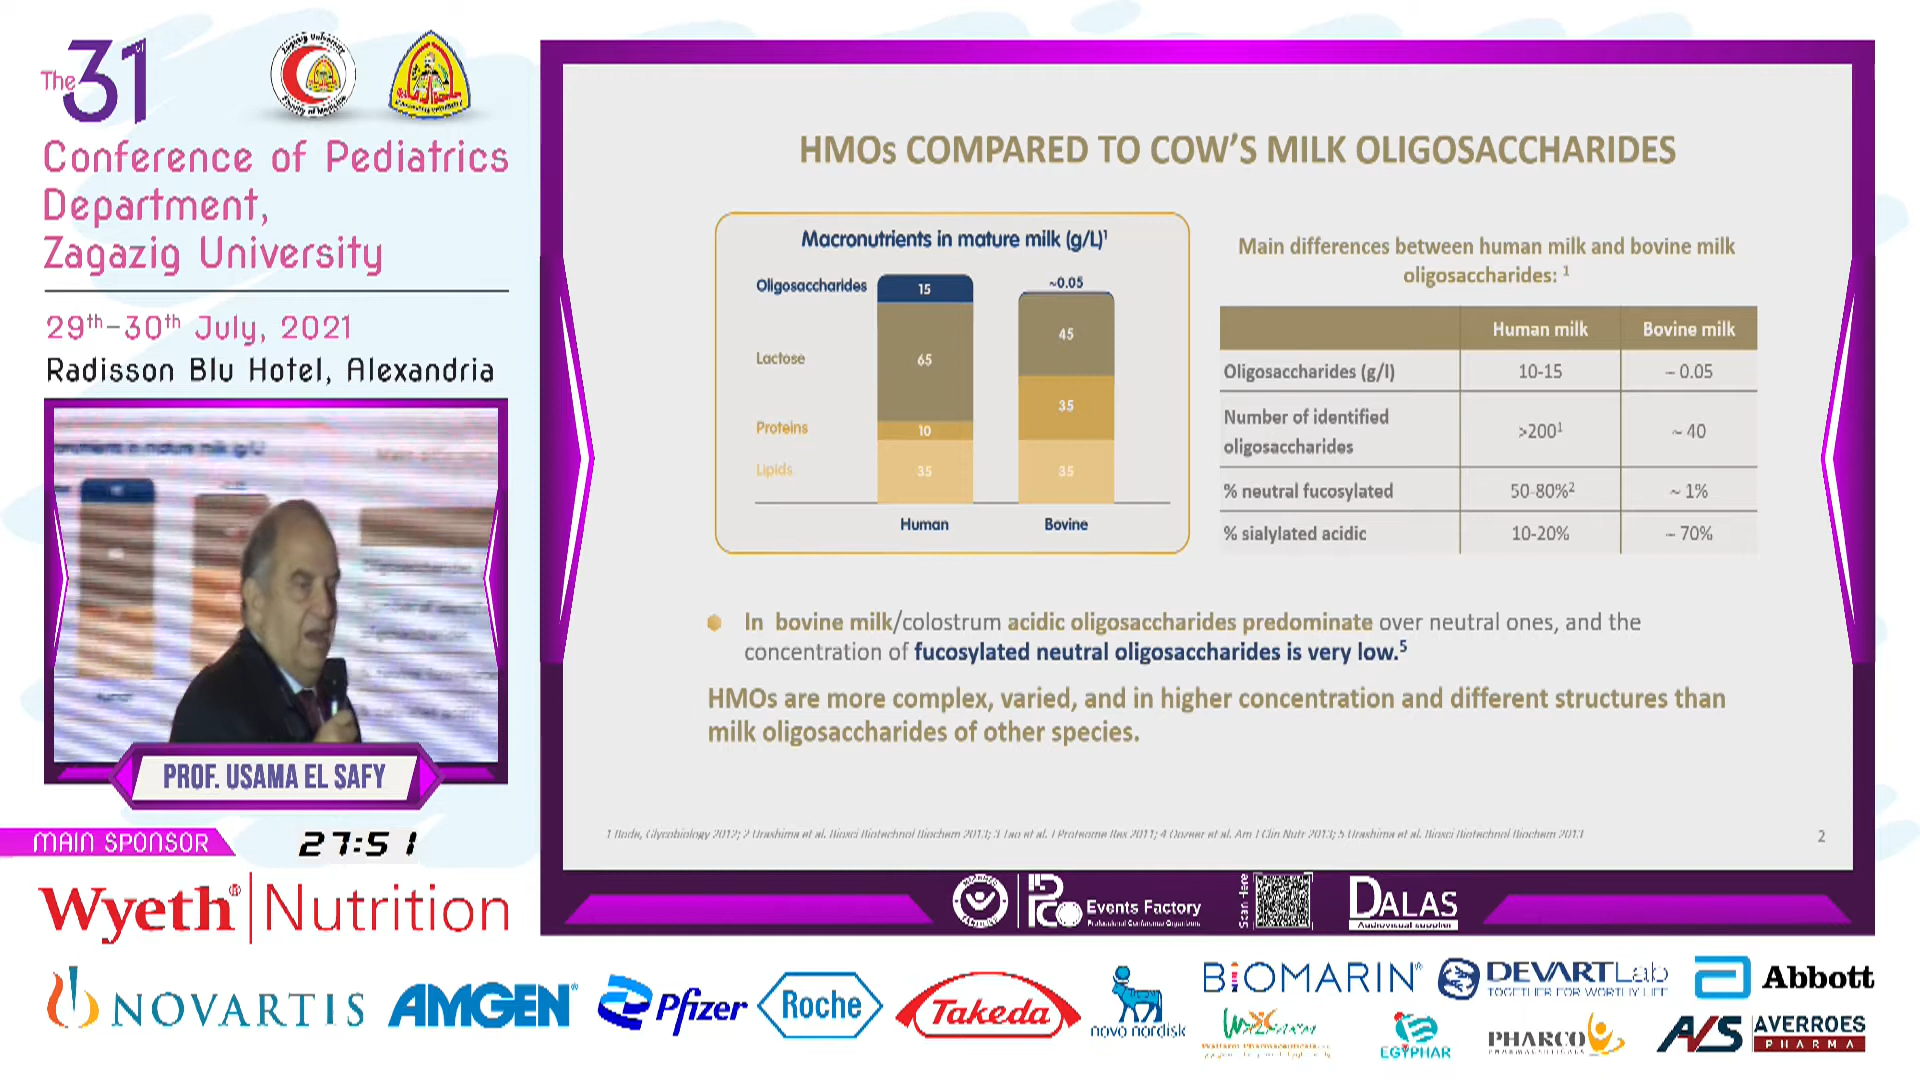 The 31st
Conference of Pediatrics
Department,
Zagazig University
29th-30th July, 2021
Radisson Blu Hotel, Alexandria
PROF. USAMA EL SAFY
MAIN SPONSOR
27:51
Wyeth® Nutrition
HMOs COMPARED TO COW'S MILK OLIGOSACCHARIDES
Macronutrients in mature milk (g/L)¹
Oligosaccharides 15 ~0.05
Lactose 65 45
Proteins 10 35
Lipids 35 35
Human Bovine
Main differences between human milk and bovine milk
oligosaccharides: ¹
Human milk Bovine milk
Oligosaccharides (g/l) 10-15 ~ 0.05
Number of identified
oligosaccharides >200¹ ~ 40
% neutral fucosylated 50-80%² ~ 1%
% sialylated acidic 10-20% ~ 70%
In bovine milk/colostrum acidic oligosaccharides predominate over neutral ones, and the
concentration of fucosylated neutral oligosaccharides is very low.⁵
HMOs are more complex, varied, and in higher concentration and different structures than
milk oligosaccharides of other species.
1 Bode, Glycobiology 2012; 2 Urashima et al. Biosci Biotechnol Biochem 2013; 3 Tao et al. J Proteome Res 2011; 4 et al. Am J Clin Nutr 2013; 5 Urashima et al. Biosci Biotechnol Biochem 2013
2
Events Factory
Professional Conference Organizers
Scan Here
DALAS
Audiovisual supplier
NOVARTIS
AMGEN®
Pfizer
Roche
Takeda
novo nordisk
BIOMARIN®
DEVARTLab
TOGETHER FOR WORTHY LIFE
Abbott
EGYPHAR
PHARCO
PHARMACEUTICALS
A/S AVERROES
PHARMA